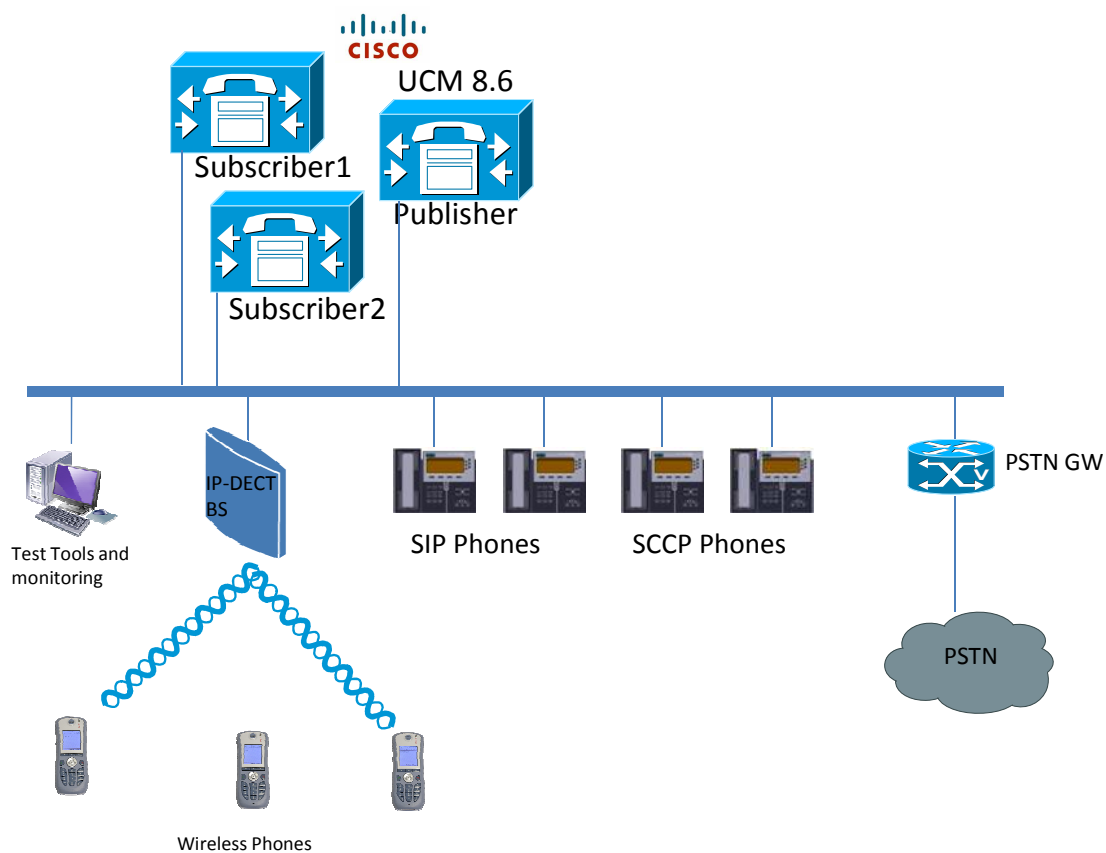 CISCO
UCM 8.6
Subscriber1
Publisher
Subscriber2
IP-DECT
BS
V
PSTN GW
Test Tools and
monitoring
SIP Phones
SCCP Phones
PSTN
Wireless Phones